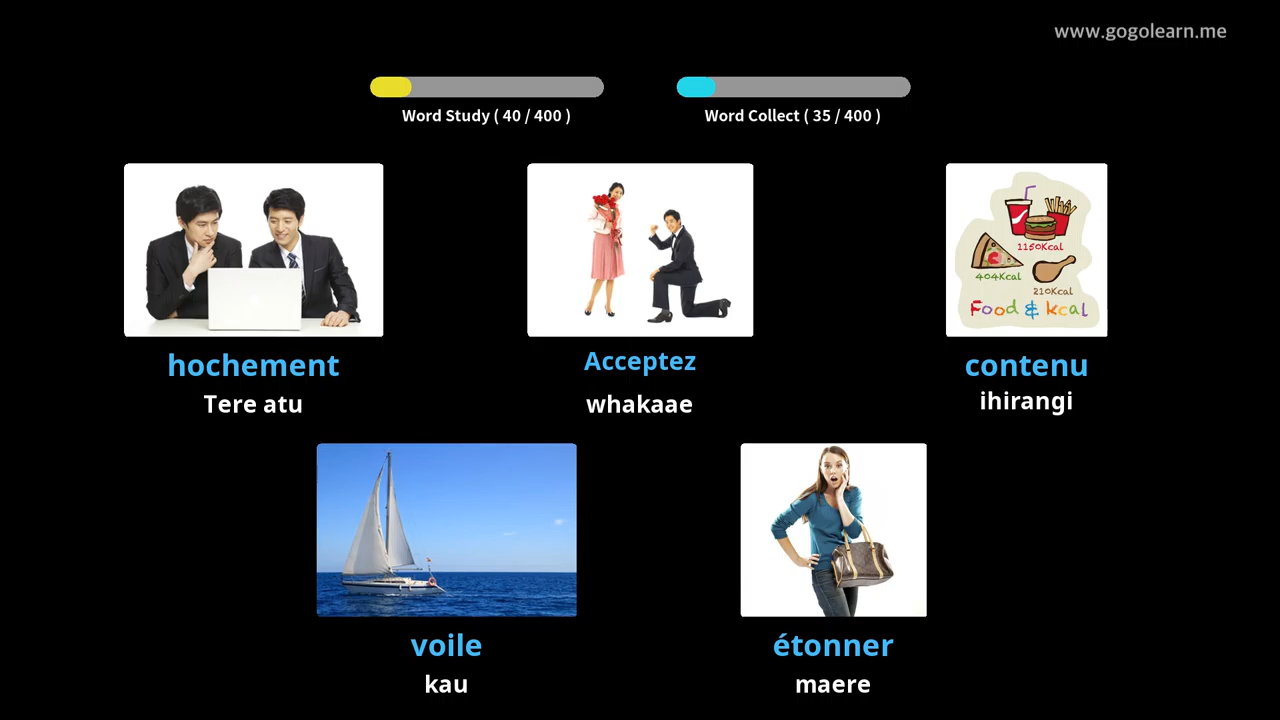 www.gogolearn.me
Word Study ( 40 / 400 )
Word Collect ( 35 / 400 )
1150Kcal
404Kcal
210Kcal
Food & kcal
hochement
Tere atu
Acceptez
whakaae
contenu
ihirangi
voile
kau
étonner
maere